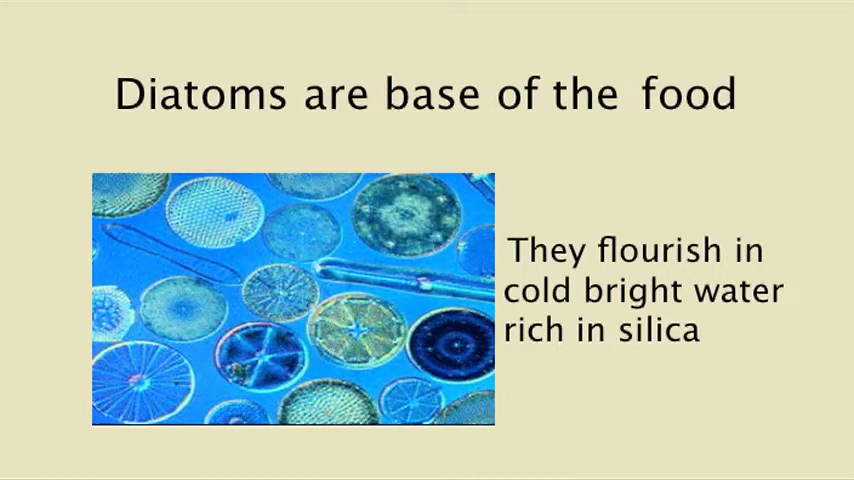 Diatoms are base of the food
They flourish in
cold bright water
rich in silica